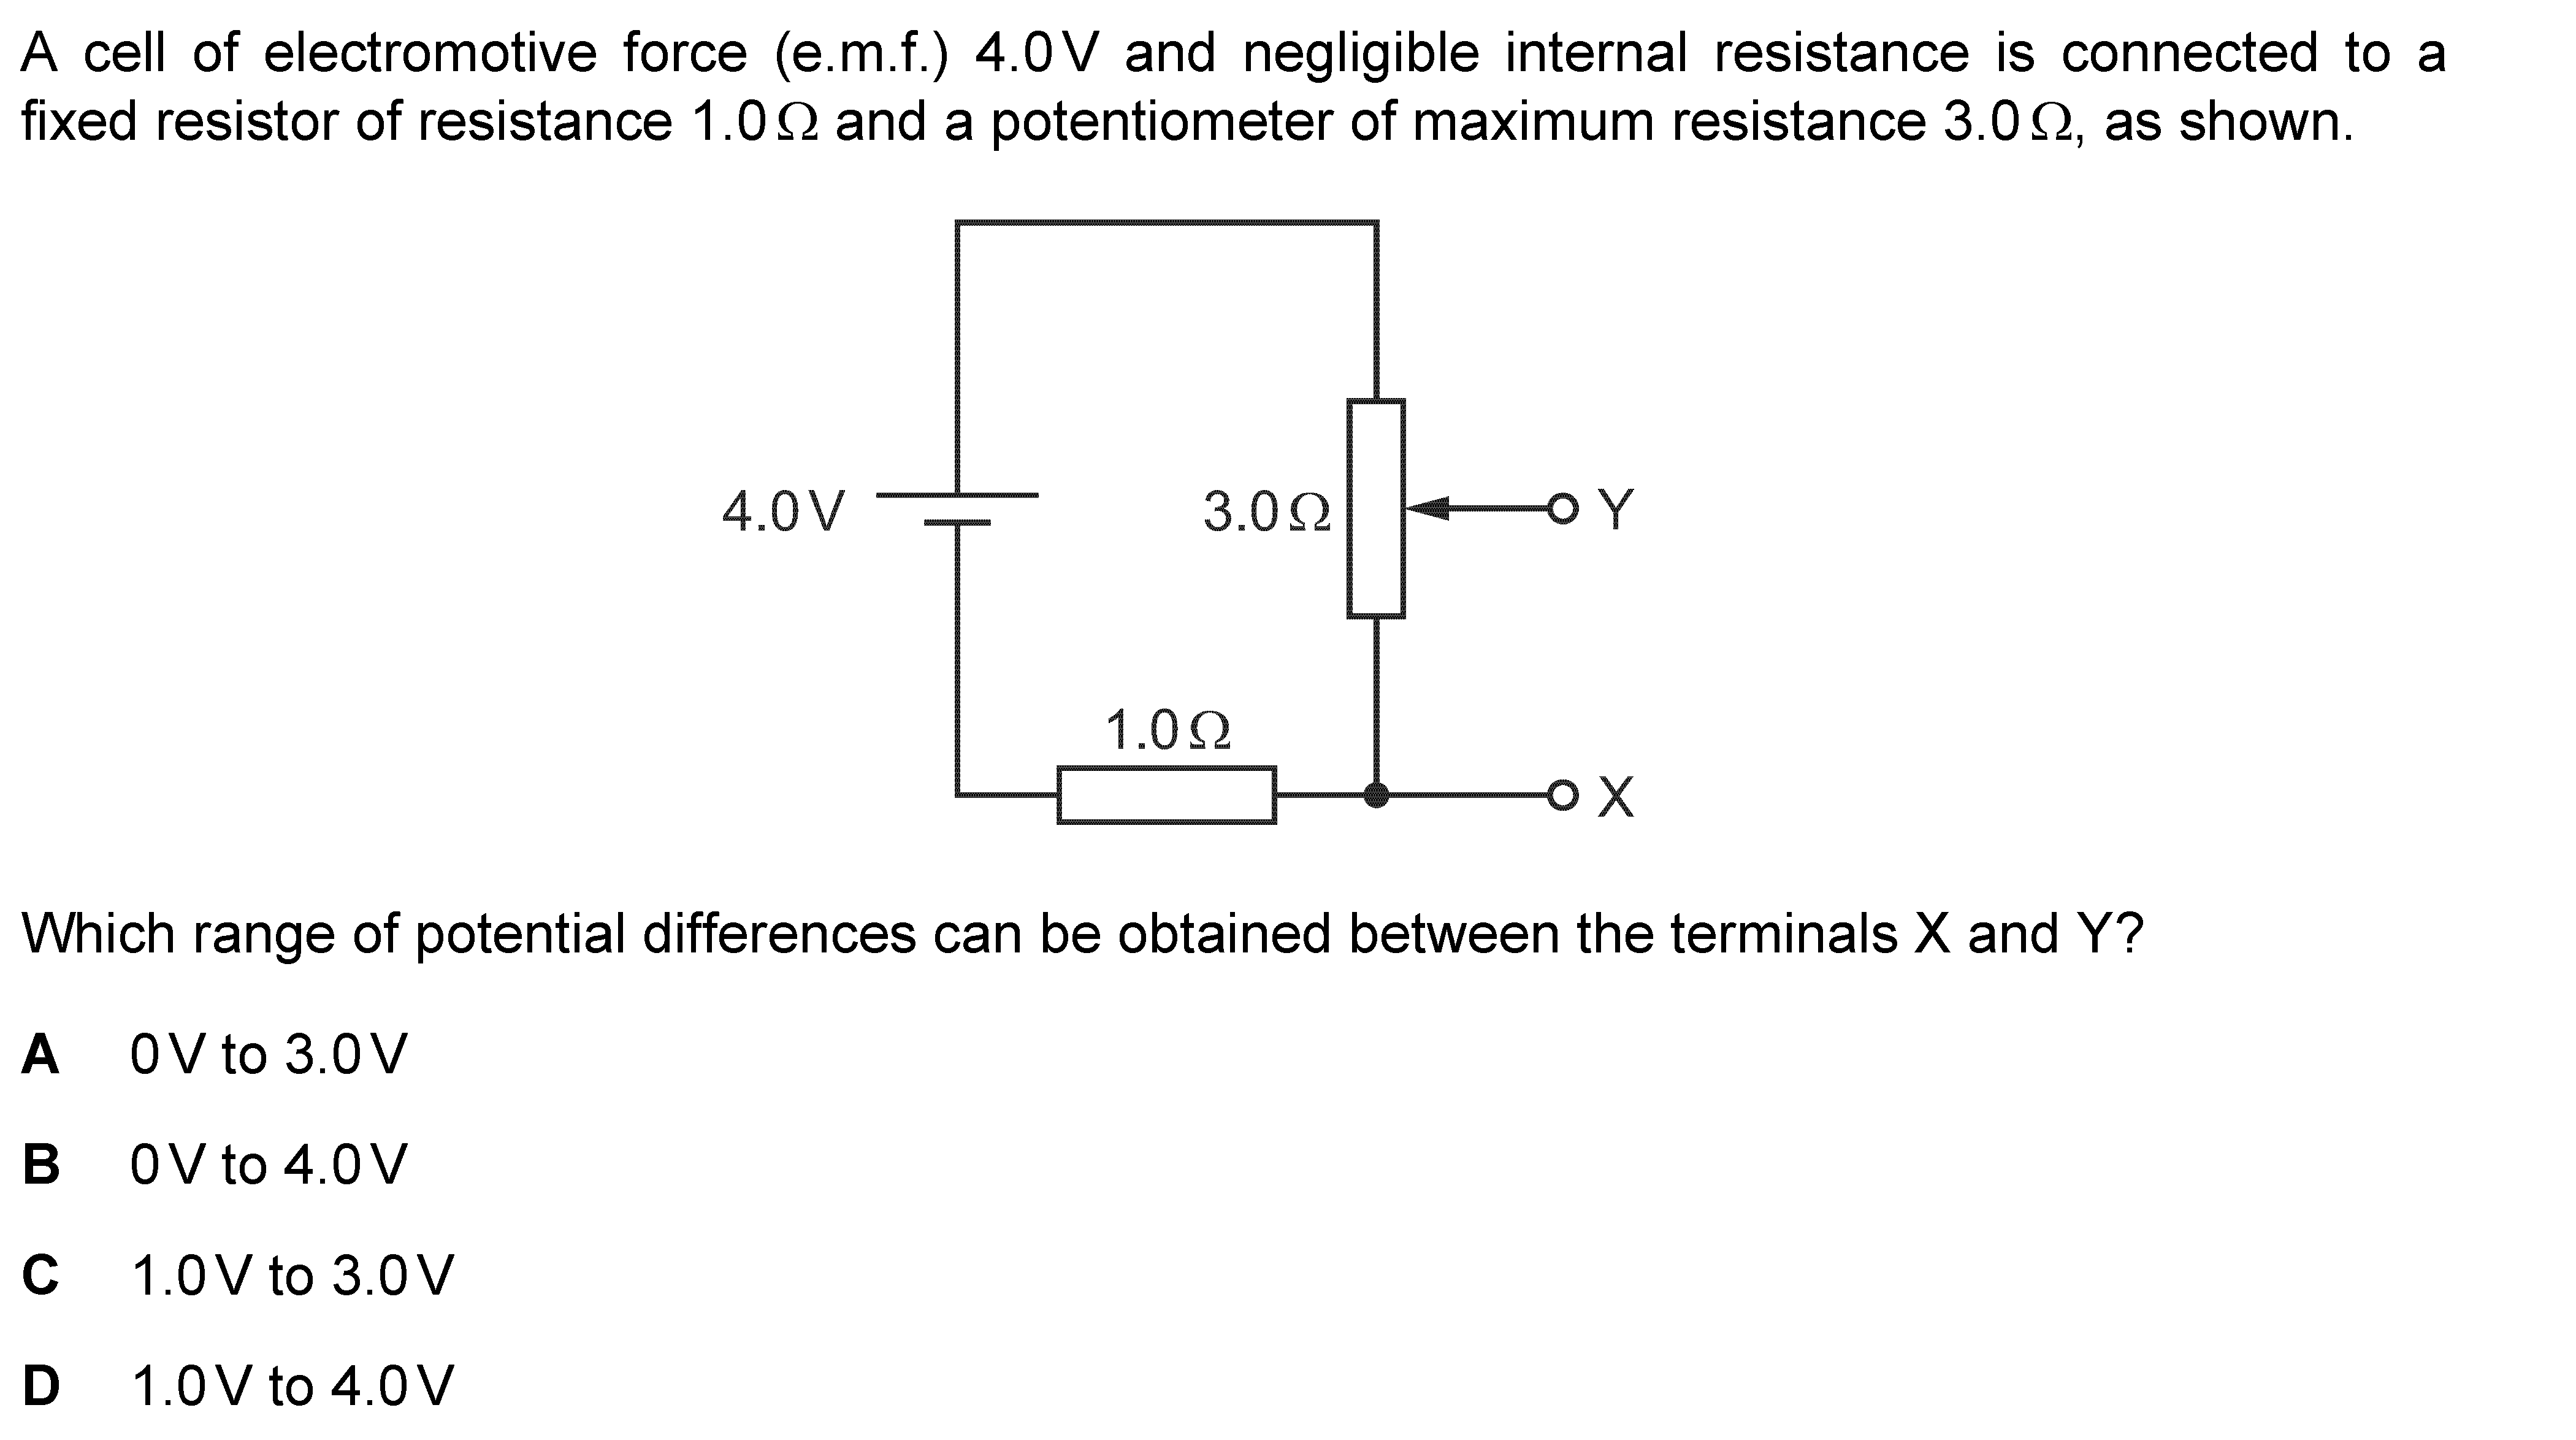 A cell of electromotive force (e.m.f.) 4.0 V and negligible internal resistance is connected to a
fixed resistor of resistance 1.0 Ω and a potentiometer of maximum resistance 3.0 Ω, as shown.
4.0 V
3.0 Ω
Y
1.0 Ω
X
Which range of potential differences can be obtained between the terminals X and Y?
A 0 V to 3.0 V
B 0 V to 4.0 V
C 1.0 V to 3.0 V
D 1.0 V to 4.0 V